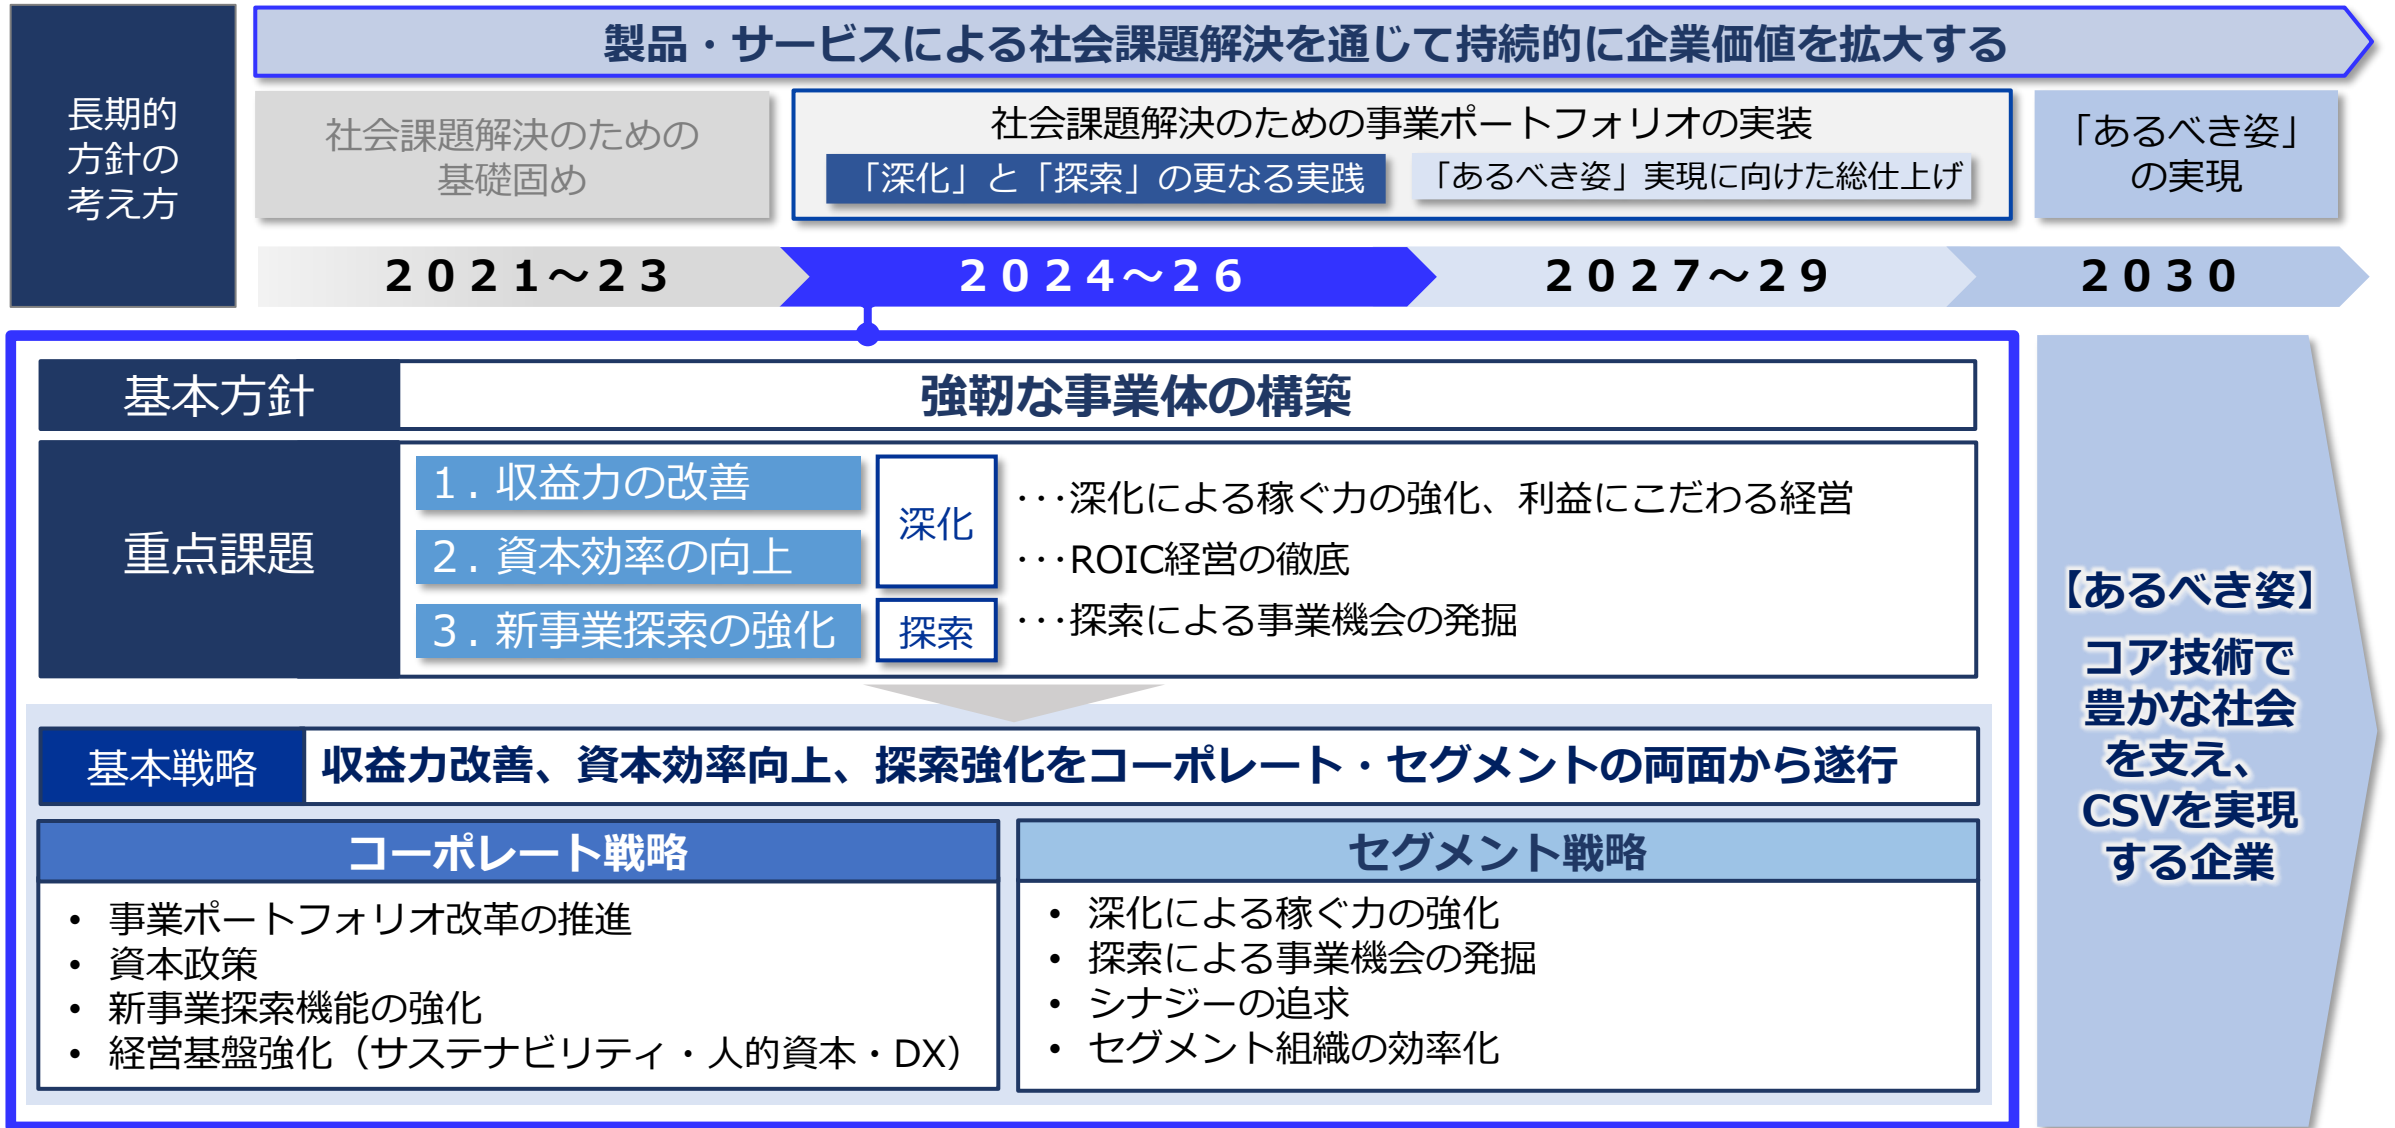 長期的
方針の
考え方
製品・サービスによる社会課題解決を通じて持続的に企業価値を拡大する
社会課題解決のための
基礎固め
社会課題解決のための事業ポートフォリオの実装
「深化」と「探索」の更なる実践
「あるべき姿」実現に向けた総仕上げ
「あるべき姿」
の実現
２０２１～２３
２０２４～２６
２０２７～２９
２０３０
基本方針
強靭な事業体の構築
重点課題
１．収益力の改善
２．資本効率の向上
３．新事業探索の強化
深化
探索
･･･深化による稼ぐ力の強化、利益にこだわる経営
･･･ROIC経営の徹底
･･･探索による事業機会の発掘
基本戦略
収益力改善、資本効率向上、探索強化をコーポレート・セグメントの両面から遂行
コーポレート戦略
• 事業ポートフォリオ改革の推進
• 資本政策
• 新事業探索機能の強化
• 経営基盤強化（サステナビリティ・人的資本・DX）
セグメント戦略
• 深化による稼ぐ力の強化
• 探索による事業機会の発掘
• シナジーの追求
• セグメント組織の効率化
【あるべき姿】
コア技術で
豊かな社会
を支え、
CSVを実現
する企業